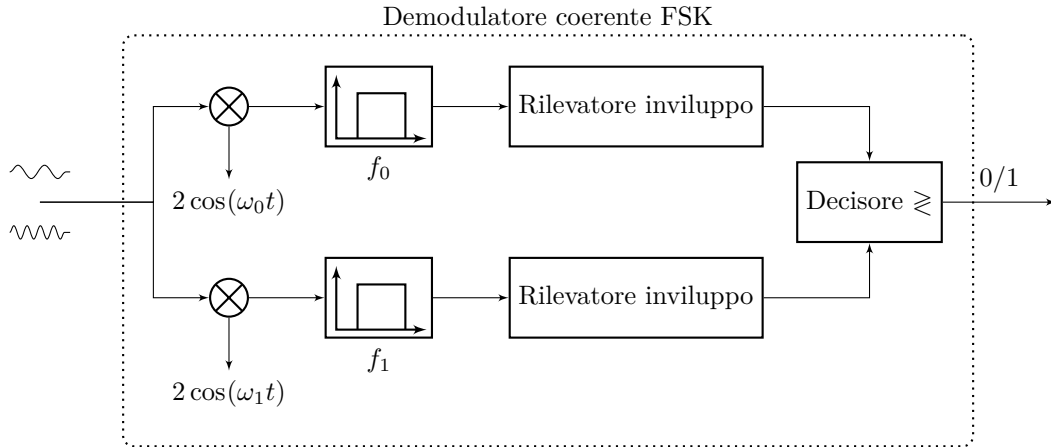 Demodulatore coerente FSK
Rilevatore inviluppo
f₀
2 cos(ω₀t)
Decisore ≷
0/1
Rilevatore inviluppo
f₁
2 cos(ω₁t)